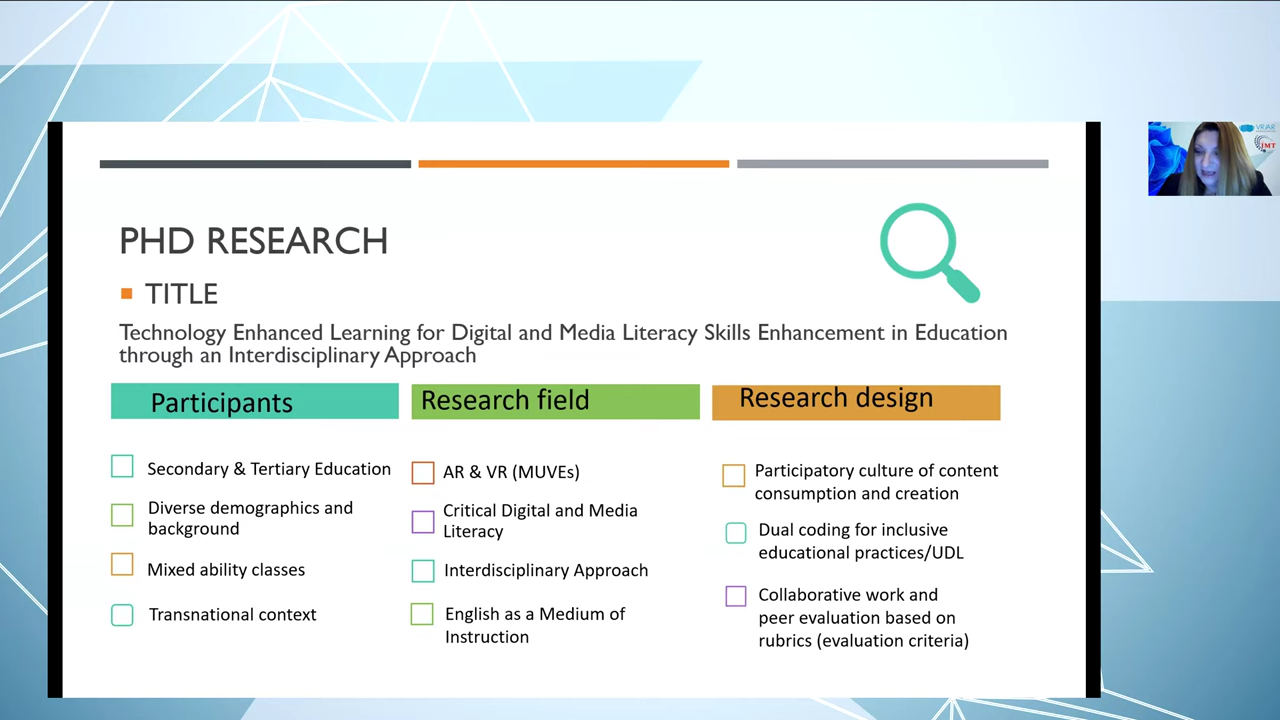 PHD RESEARCH
TITLE
Technology Enhanced Learning for Digital and Media Literacy Skills Enhancement in Education
through an Interdisciplinary Approach
Participants
Secondary & Tertiary Education
Diverse demographics and
background
Mixed ability classes
Transnational context
Research field
AR & VR (MUVEs)
Critical Digital and Media
Literacy
Interdisciplinary Approach
English as a Medium of
Instruction
Research design
Participatory culture of content
consumption and creation
Dual coding for inclusive
educational practices/UDL
Collaborative work and
peer evaluation based on
rubrics (evaluation criteria)
VR/AR
JMT